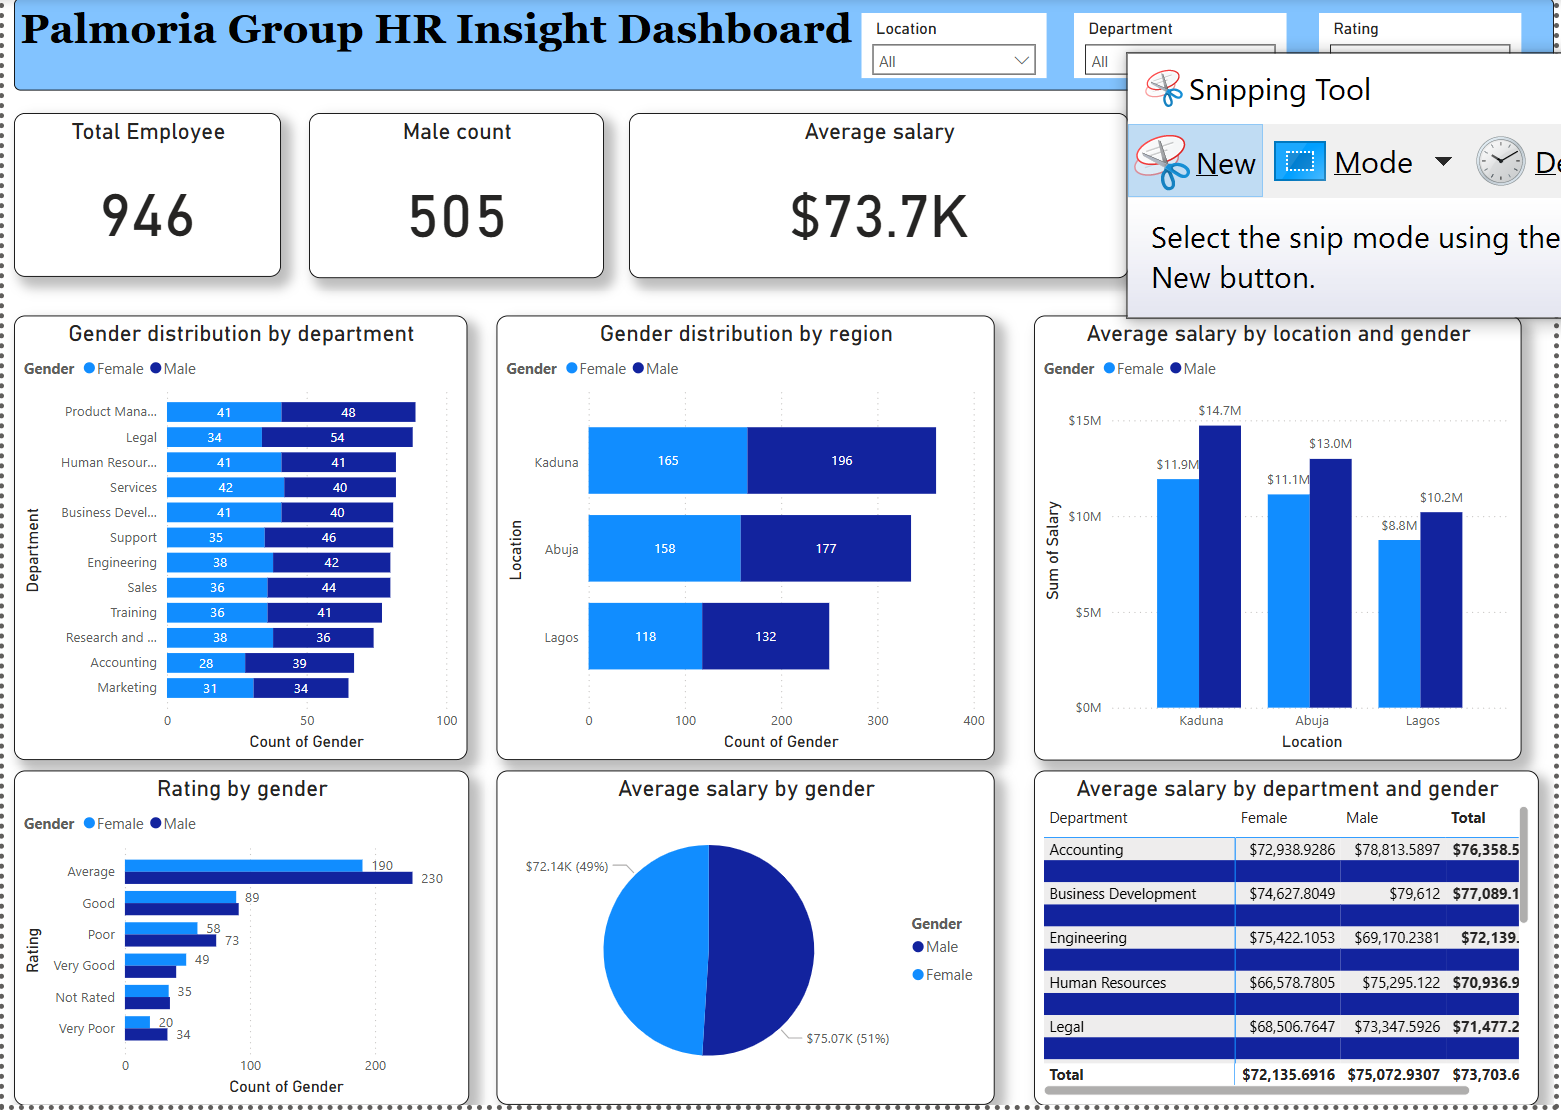 Palmoria Group HR Insight Dashboard
Location
All
Department
All
Rating
Snipping Tool
New
Mode
De
Select the snip mode using the
New button.
Total Employee
946
Male count
505
Average salary
$73.7K
Gender distribution by department
Gender Female Male
Department
Product Mana... 41 48
Legal 34 54
Human Resour... 41 41
Services 42 40
Business Devel... 41 40
Support 35 46
Engineering 38 42
Sales 36 44
Training 36 41
Research and ... 38 36
Accounting 28 39
Marketing 31 34
0 50 100
Count of Gender
Gender distribution by region
Gender Female Male
Location
Kaduna 165 196
Abuja 158 177
Lagos 118 132
0 100 200 300 400
Count of Gender
Average salary by location and gender
Gender Female Male
Sum of Salary
$15M
$10M
$5M
$0M
$11.9M $14.7M
$11.1M $13.0M
$8.8M $10.2M
Kaduna Abuja Lagos
Location
Rating by gender
Gender Female Male
Rating
Average 190 230
Good 89
Poor 58 73
Very Good 49
Not Rated 35
Very Poor 20 34
0 100 200
Count of Gender
Average salary by gender
$72.14K (49%)
$75.07K (51%)
Gender
Male
Female
Average salary by department and gender
Department Female Male Total
Accounting $72,938.9286 $78,813.5897 $76,358.5
Business Development $74,627.8049 $79,612 $77,089.1
Engineering $75,422.1053 $69,170.2381 $72,139.
Human Resources $66,578.7805 $75,295.122 $70,936.9
Legal $68,506.7647 $73,347.5926 $71,477.2
Total $72,135.6916 $75,072.9307 $73,703.6